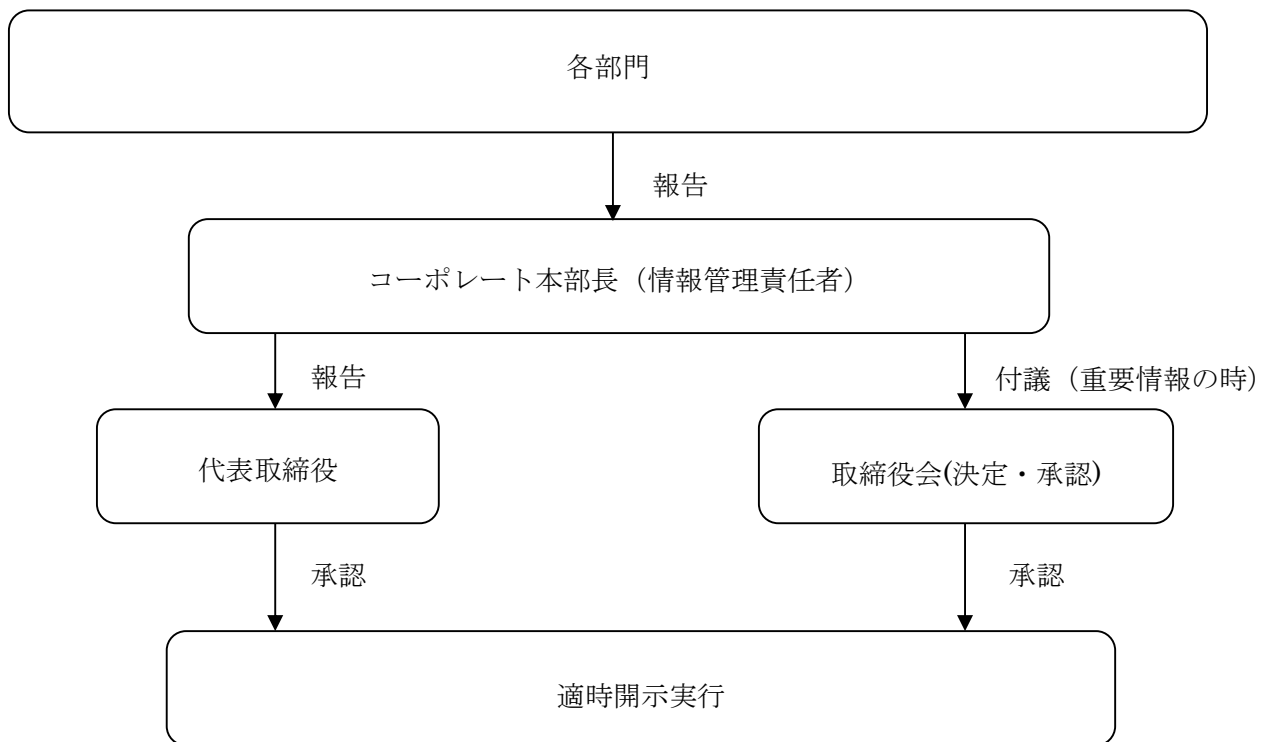 各部門
報告
コーポレート本部長（情報管理責任者）
報告
付議（重要情報の時）
代表取締役
取締役会(決定・承認)
承認
承認
適時開示実行